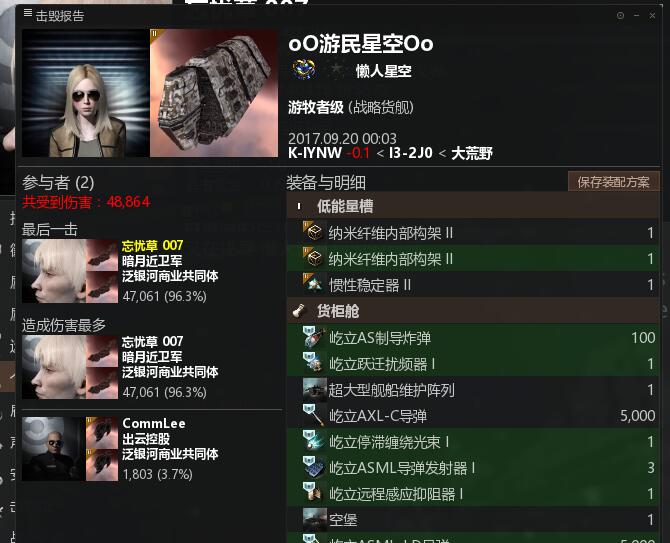 击毁报告
oO游民星空Oo
懒人星空
游牧者级 (战略货舰)
2017.09.20 00:03
K-IYNW -0.1 < I3-2J0 < 大荒野
参与者 (2)
共受到伤害：48,864
最后一击
忘忧草 007
暗月近卫军
泛银河商业共同体
47,061 (96.3%)
造成伤害最多
忘忧草 007
暗月近卫军
泛银河商业共同体
47,061 (96.3%)
CommLee
出云控股
泛银河商业共同体
1,803 (3.7%)
装备与明细
保存装配方案
低能量槽
纳米纤维内部构架 II 1
纳米纤维内部构架 II 1
惯性稳定器 II 1
货柜舱
屹立AS制导炸弹 100
屹立跃迁扰频器 I 1
超大型舰船维护阵列 1
屹立AXL-C导弹 5,000
屹立停滞缠绕光束 I 1
屹立ASML导弹发射器 I 3
屹立远程感应抑阻器 I 1
空堡 1